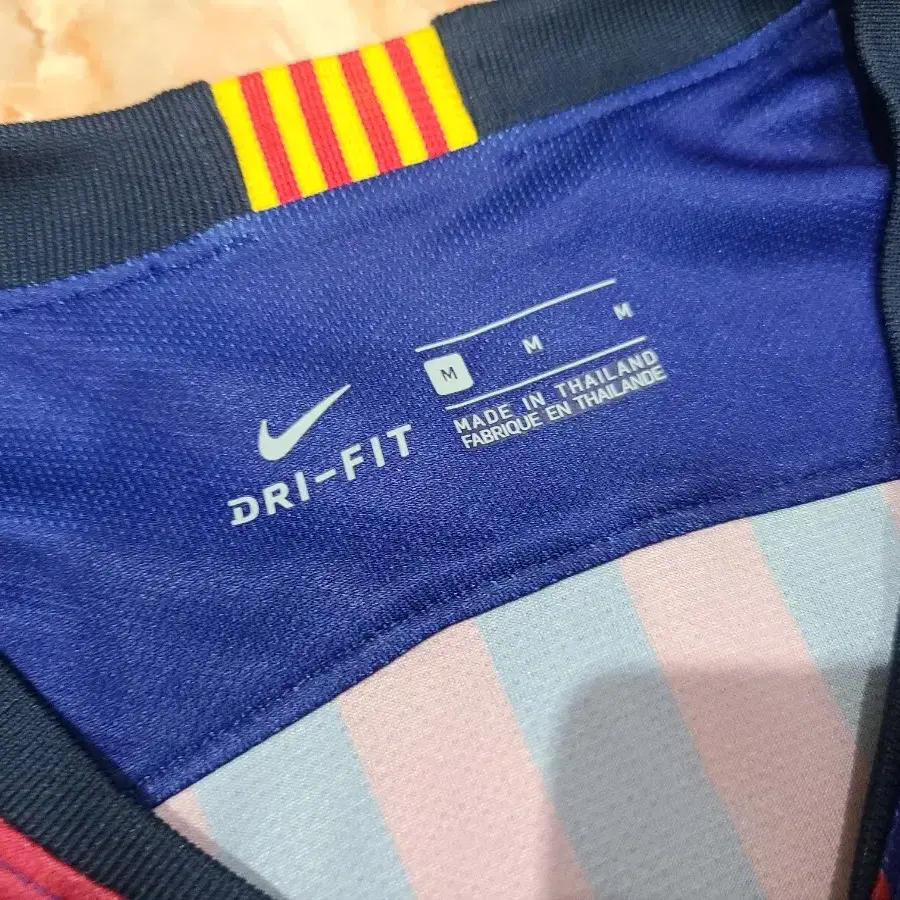 M M M
MADE IN THAILAND
FABRIQUE EN THAILANDE
DRI-FIT